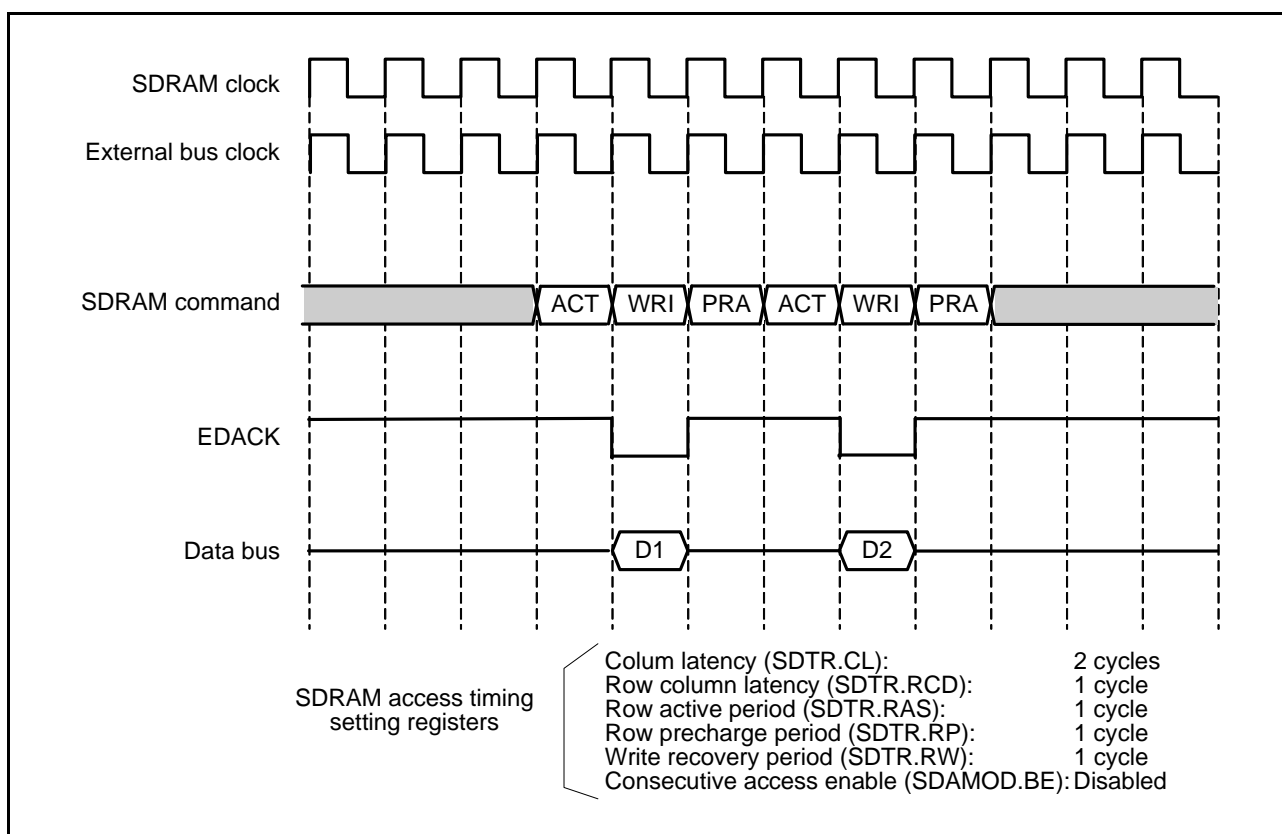 SDRAM clock
External bus clock
SDRAM command
ACT WRI PRA ACT WRI PRA
EDACK
Data bus
D1 D2
SDRAM access timing
setting registers
Colum latency (SDTR.CL): 2 cycles
Row column latency (SDTR.RCD): 1 cycle
Row active period (SDTR.RAS): 1 cycle
Row precharge period (SDTR.RP): 1 cycle
Write recovery period (SDTR.RW): 1 cycle
Consecutive access enable (SDAMOD.BE): Disabled